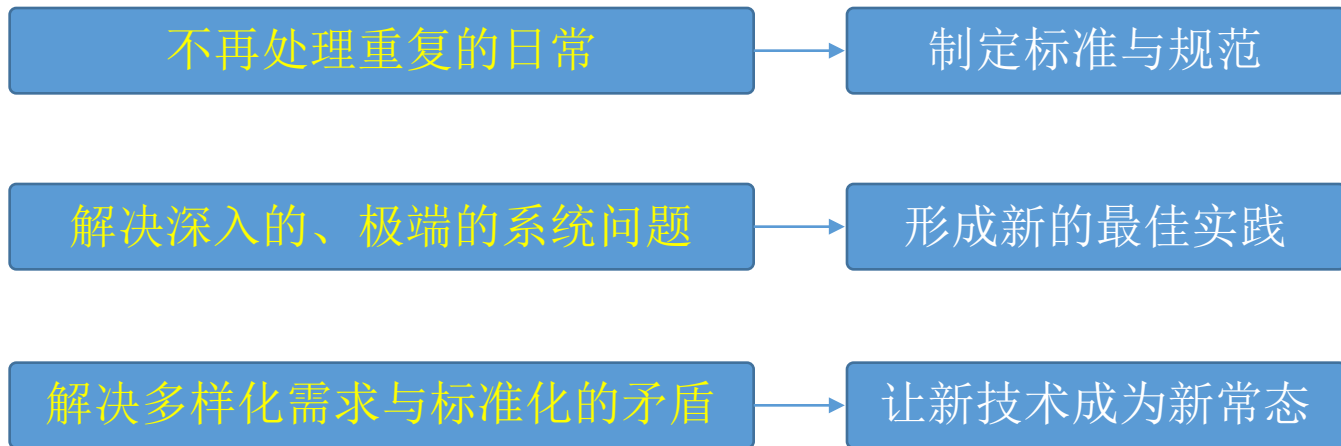 不再处理重复的日常
制定标准与规范
解决深入的、极端的系统问题
形成新的最佳实践
解决多样化需求与标准化的矛盾
让新技术成为新常态